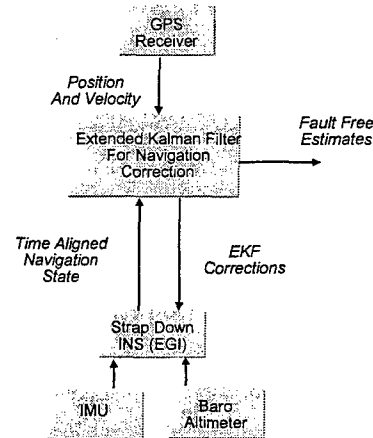 GPS
Receiver
Position
And Velocity
Extended Kalman Filter
For Navigation
Correction
Fault Free
Estimates
Time Aligned
Navigation
State
EKF
Corrections
Strap Down
INS (EGI)
IMU
Baro
Altimeter